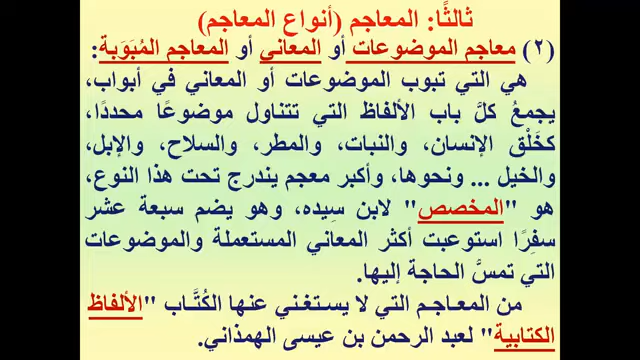 ثالثًا: المعاجم (أنواع المعاجم)
(٢) معاجم الموضوعات أو المعاني أو المعاجم المُبَوَبة:
هي التي تبوب الموضوعات أو المعاني في أبواب،
يجمعُ كلَّ باب الألفاظ التي تتناول موضوعًا محددًا،
كخَلْق الإنسان، والنبات، والمطر، والسلاح، والإبل،
والخيل ... ونحوها، وأكبر معجم يندرج تحت هذا النوع،
هو "المخصص" لابن سِيده، وهو يضم سبعة عشر
سفِرًا استوعبت أكثر المعاني المستعملة والموضوعات
التي تمسَّ الحاجة إليها.
من المعاجم التي لا يستغني عنها الكُتَّاب "الألفاظ
الكتابية" لعبد الرحمن بن عيسى الهمذاني.